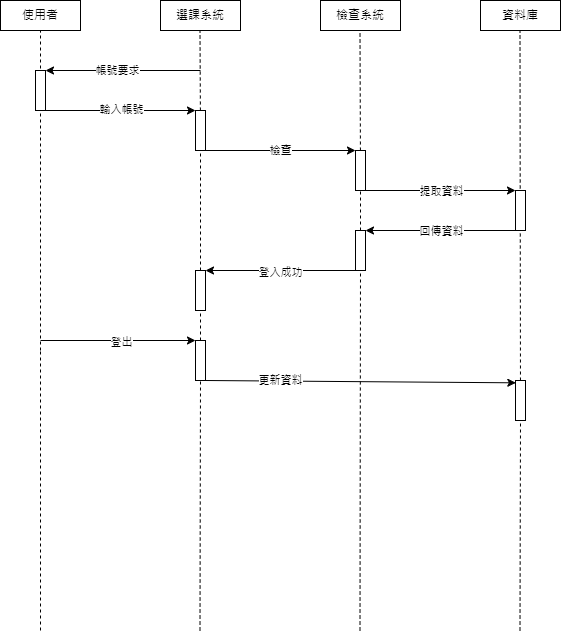 使用者
選課系統
檢查系統
資料庫
帳號要求
輸入帳號
檢查
提取資料
回傳資料
登入成功
登出
更新資料